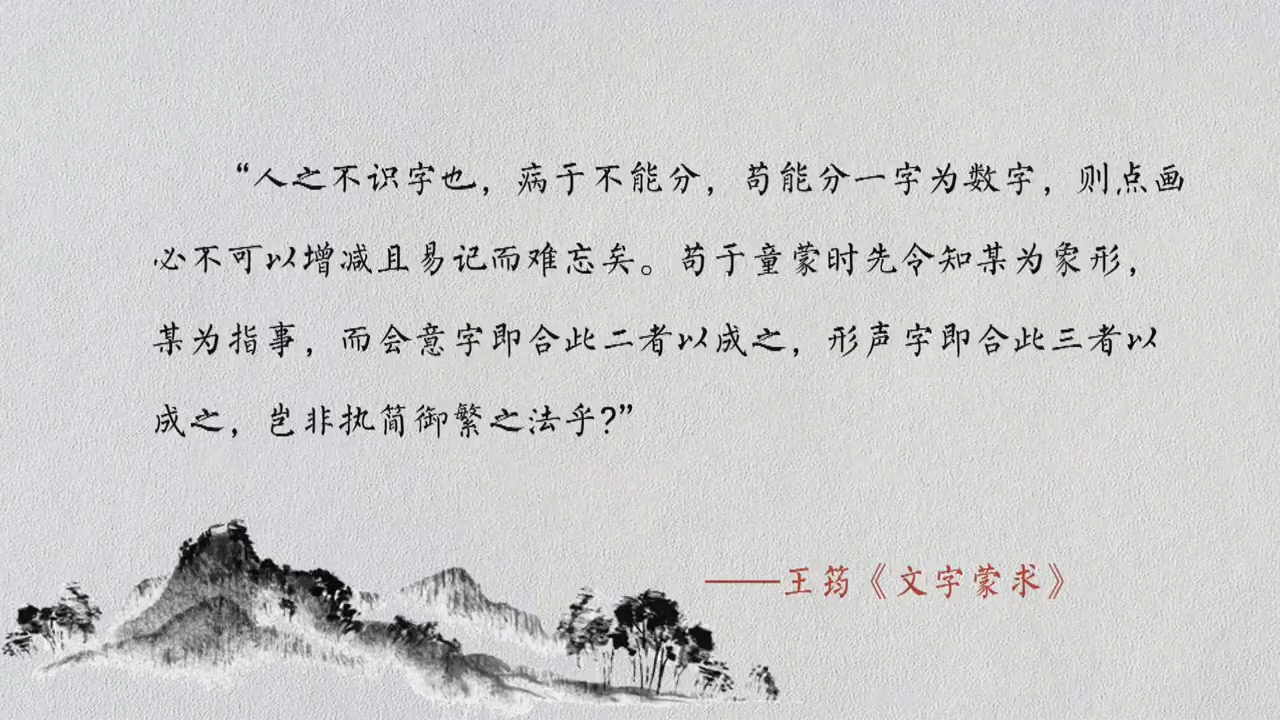 “人之不识字也，病于不能分，苟能分一字为数字，则点画
必不可以增减且易记而难忘矣。苟于童蒙时先令知某为象形，
某为指事，而会意字即合此二者以成之，形声字即合此三者以
成之，岂非执简御繁之法乎?”
——王筠《文字蒙求》